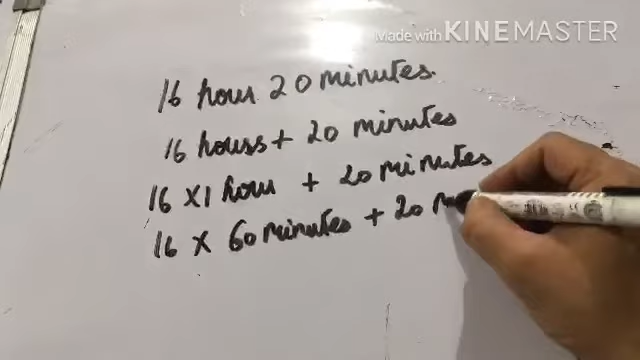 Made with KINEMASTER
16 hour 20 minutes.
16 hours + 20 minutes
16 x 1 hour + 20 minutes
16 x 60 minutes + 20 m